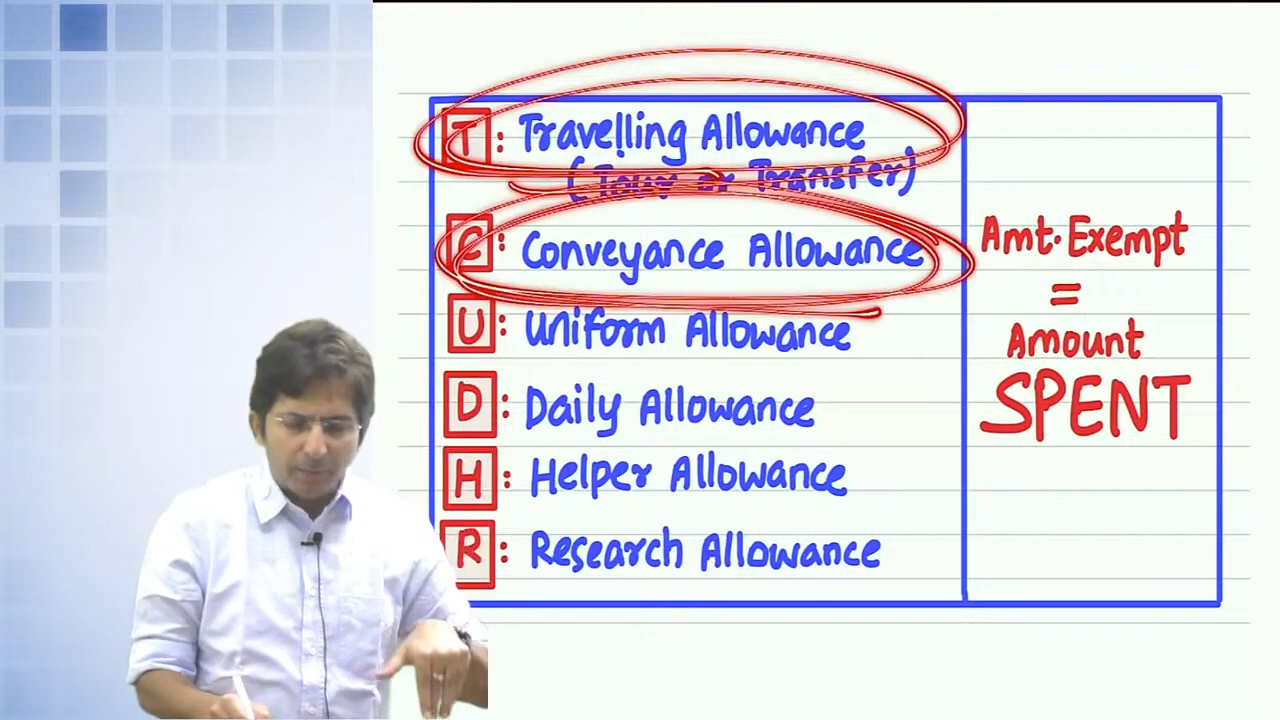 T : Travelling Allowance
(Tour or Transfer)
C : Conveyance Allowance
U : Uniform Allowance
D : Daily Allowance
H : Helper Allowance
R : Research Allowance
Amt. Exempt
=
Amount
SPENT